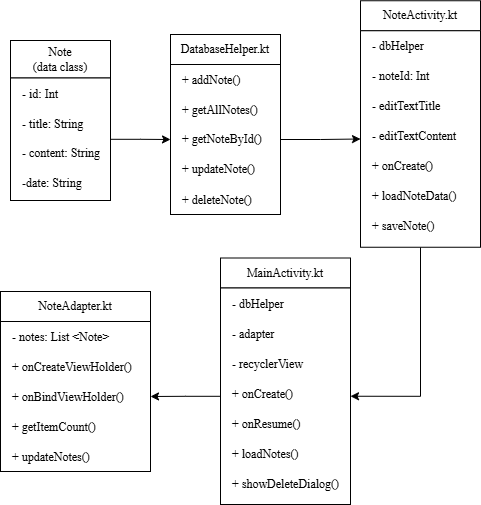 Note
(data class)
- id: Int
- title: String
- content: String
-date: String
DatabaseHelper.kt
+ addNote()
+ getAllNotes()
+ getNoteById()
+ updateNote()
+ deleteNote()
NoteActivity.kt
- dbHelper
- noteId: Int
- editTextTitle
- editTextContent
+ onCreate()
+ loadNoteData()
+ saveNote()
NoteAdapter.kt
- notes: List <Note>
+ onCreateViewHolder()
+ onBindViewHolder()
+ getItemCount()
+ updateNotes()
MainActivity.kt
- dbHelper
- adapter
- recyclerView
+ onCreate()
+ onResume()
+ loadNotes()
+ showDeleteDialog()